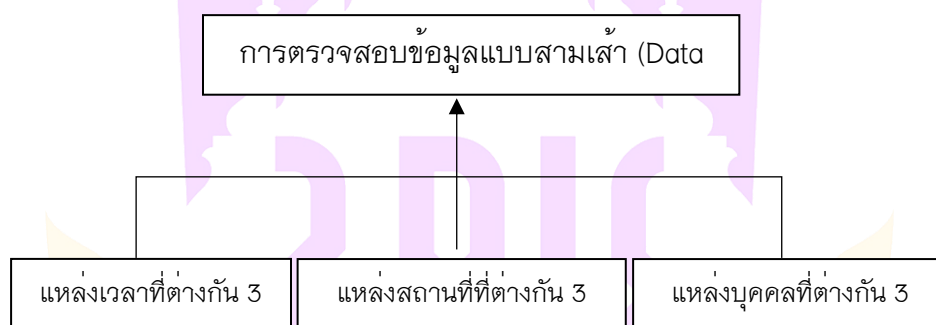 การตรวจสอบข้อมูลแบบสามเส้า (Data
แหล่งเวลาที่ต่างกัน 3 แหล่งสถานที่ที่ต่างกัน 3 แหล่งบุคคลที่ต่างกัน 3